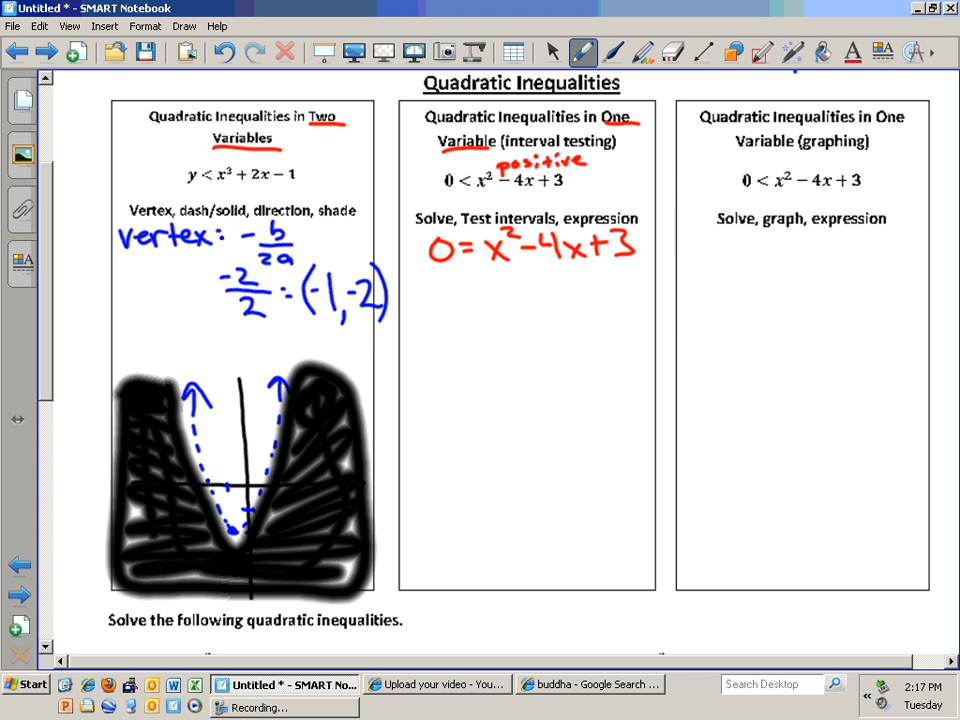 Untitled * - SMART Notebook
File Edit View Insert Format Draw Help
Quadratic Inequalities
Quadratic Inequalities in Two
Variables
y < x² + 2x − 1
Vertex, dash/solid, direction, shade
vertex: -b/2a
-2/2 = (-1,-2)
Quadratic Inequalities in One
Variable (interval testing)
positive
0 < x² − 4x + 3
Solve, Test intervals, expression
0 = x² - 4x + 3
Quadratic Inequalities in One
Variable (graphing)
0 < x² − 4x + 3
Solve, graph, expression
Solve the following quadratic inequalities.
Start
Untitled * - SMART No...
Upload your video - You...
buddha - Google Search ...
Search Desktop
2:17 PM
Recording...
Tuesday